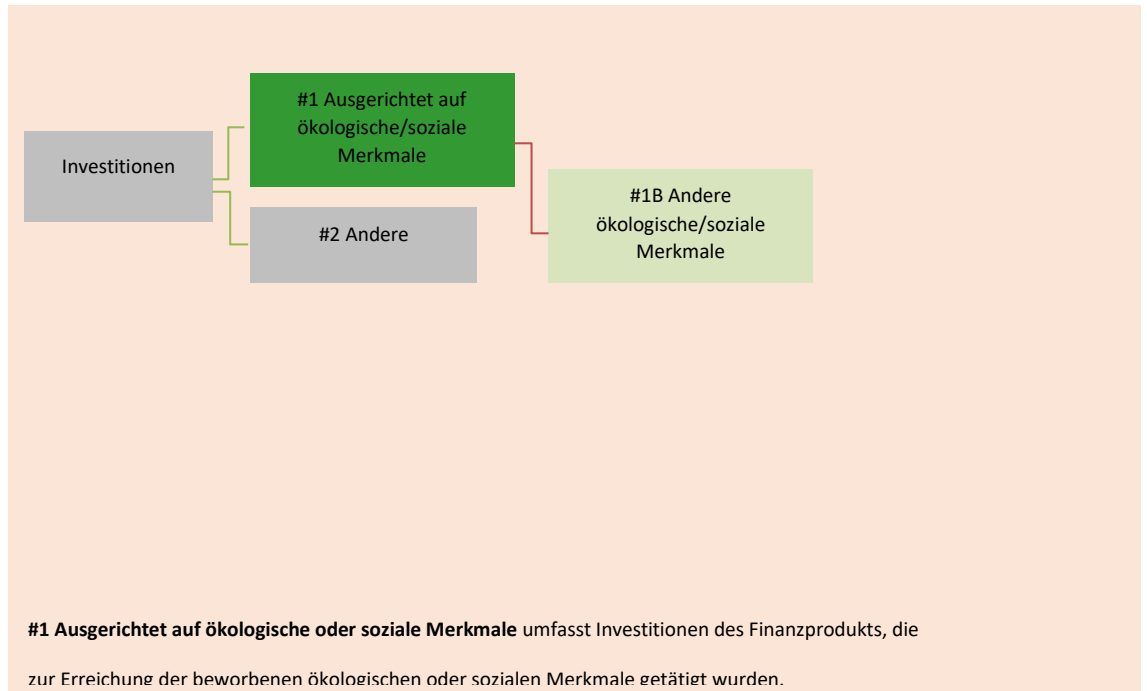 #1 Ausgerichtet auf
ökologische/soziale
Merkmale
Investitionen
#1B Andere
ökologische/soziale
Merkmale
#2 Andere
#1 Ausgerichtet auf ökologische oder soziale Merkmale umfasst Investitionen des Finanzprodukts, die
zur Erreichung der beworbenen ökologischen oder sozialen Merkmale getätigt wurden.